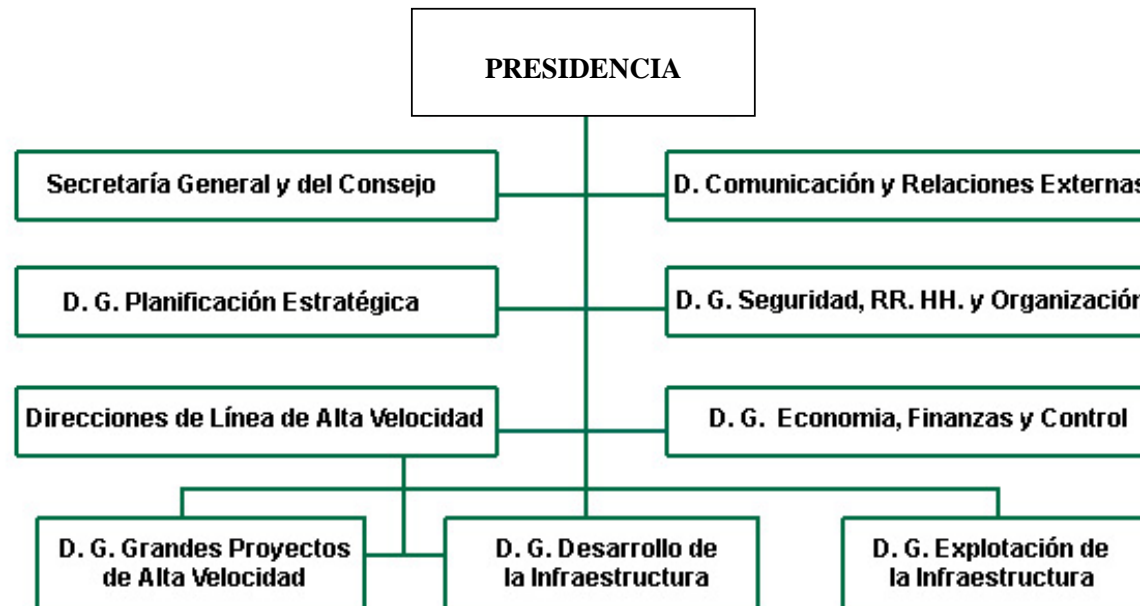 PRESIDENCIA
Secretaría General y del Consejo
D. Comunicación y Relaciones Externas
D. G. Planificación Estratégica
D. G. Seguridad, RR. HH. y Organización
Direcciones de Línea de Alta Velocidad
D. G. Economia, Finanzas y Control
D. G. Grandes Proyectos
de Alta Velocidad
D. G. Desarrollo de
la Infraestructura
D. G. Explotación de
la Infraestructura